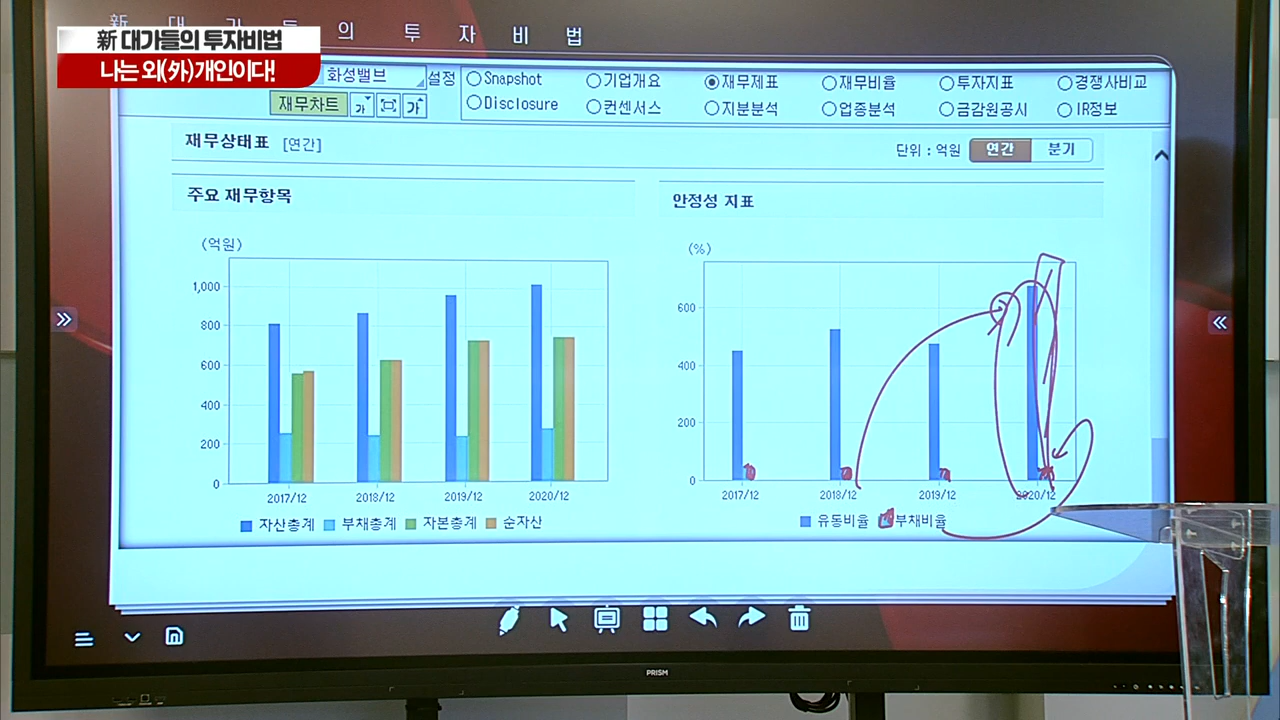 新 대 가 들 의 투 자 비 법
新 대가들의 투자비법
나는 외(外)개인이다!
화성밸브 설정
Snapshot 기업개요 재무제표 재무비율 투자지표 경쟁사비교
재무차트 가 가 Disclosure 컨센서스 지분분석 업종분석 금감원공시 IR정보
재무상태표 [연간] 단위 : 억원 연간 분기
주요 재무항목
(억원)
1,000
800
600
400
200
0
2017/12 2018/12 2019/12 2020/12
자산총계 부채총계 자본총계 순자산
안정성 지표
(%)
600
400
200
0
2017/12 2018/12 2019/12 2020/12
유동비율 부채비율
PRISM